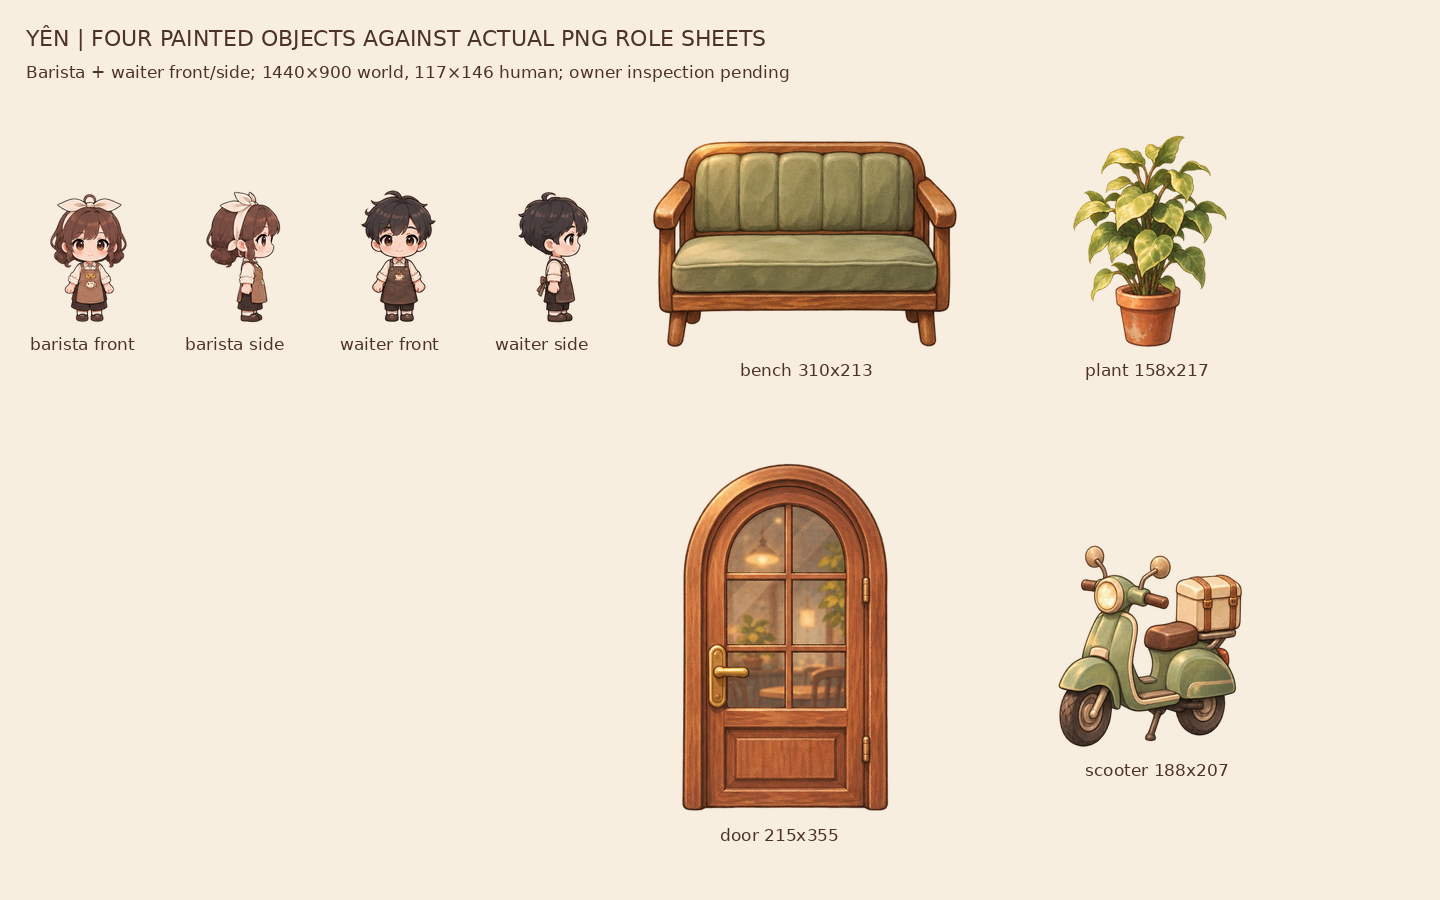 YÊN | FOUR PAINTED OBJECTS AGAINST ACTUAL PNG ROLE SHEETS
Barista + waiter front/side; 1440×900 world, 117×146 human; owner inspection pending
barista front
barista side
waiter front
waiter side
bench 310x213
plant 158x217
door 215x355
scooter 188x207